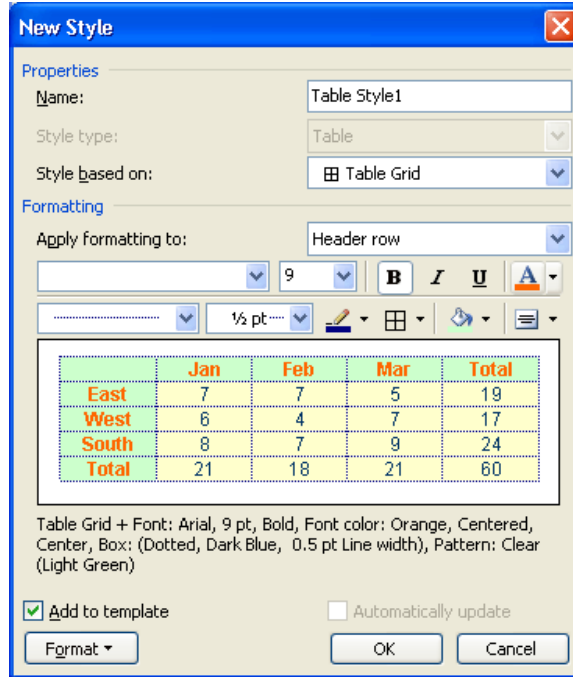 New Style
Properties
Name: Table Style1
Style type: Table
Style based on: Table Grid
Formatting
Apply formatting to: Header row
9 B I U A
½ pt
Jan Feb Mar Total
East 7 7 5 19
West 6 4 7 17
South 8 7 9 24
Total 21 18 21 60
Table Grid + Font: Arial, 9 pt, Bold, Font color: Orange, Centered,
Center, Box: (Dotted, Dark Blue,  0.5 pt Line width), Pattern: Clear
(Light Green)
Add to template Automatically update
Format OK Cancel